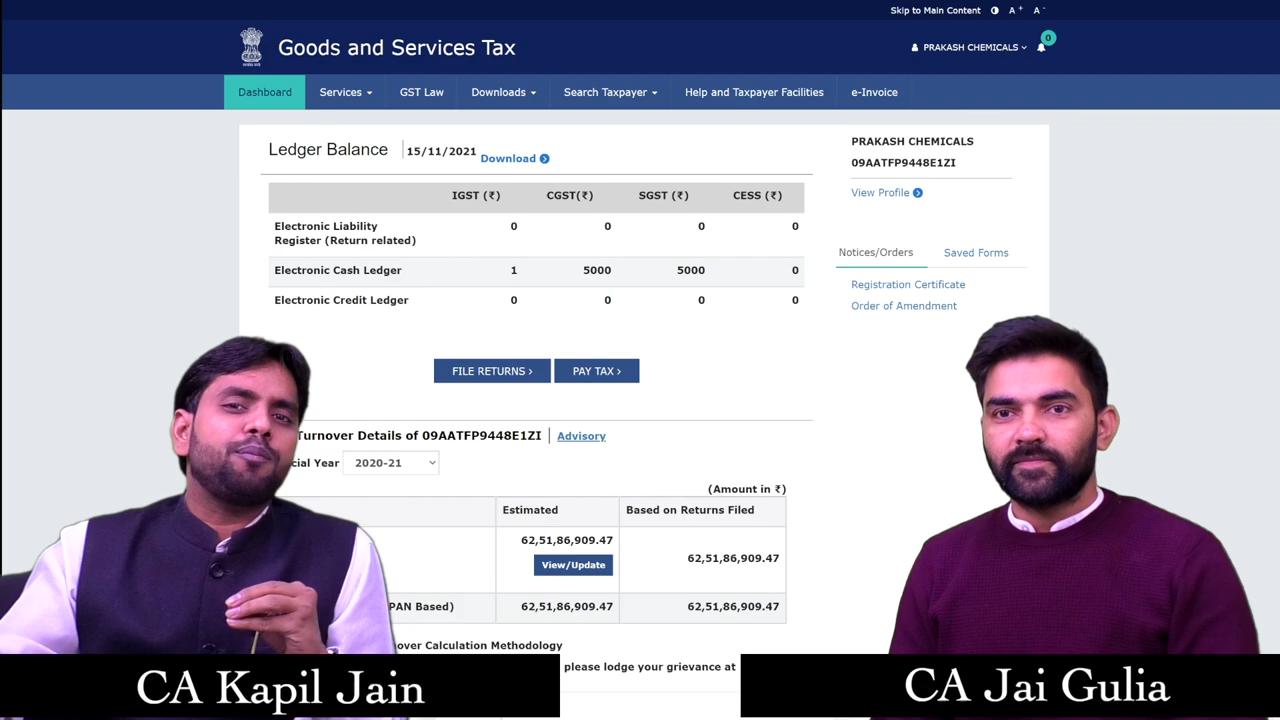 Skip to Main Content A+ A-
Goods and Services Tax
PRAKASH CHEMICALS 0
Dashboard Services GST Law Downloads Search Taxpayer Help and Taxpayer Facilities e-Invoice
Ledger Balance 15/11/2021 Download
IGST (₹) CGST(₹) SGST (₹) CESS (₹)
Electronic Liability
Register (Return related) 0 0 0 0
Electronic Cash Ledger 1 5000 5000 0
Electronic Credit Ledger 0 0 0 0
FILE RETURNS > PAY TAX >
PRAKASH CHEMICALS
09AATFP9448E1ZI
View Profile
Notices/Orders Saved Forms
Registration Certificate
Order of Amendment
Turnover Details of 09AATFP9448E1ZI Advisory
cial Year 2020-21
(Amount in ₹)
Estimated Based on Returns Filed
62,51,86,909.47
View/Update
62,51,86,909.47
PAN Based) 62,51,86,909.47 62,51,86,909.47
over Calculation Methodology
please lodge your grievance at
CA Kapil Jain
CA Jai Gulia